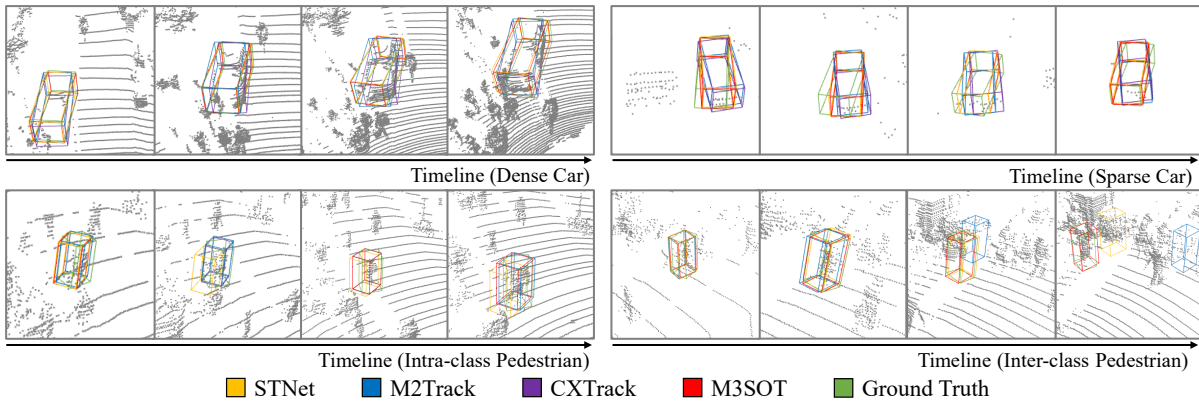 Timeline (Dense Car)
Timeline (Sparse Car)
Timeline (Intra-class Pedestrian)
Timeline (Inter-class Pedestrian)
STNet M2Track CXTrack M3SOT Ground Truth